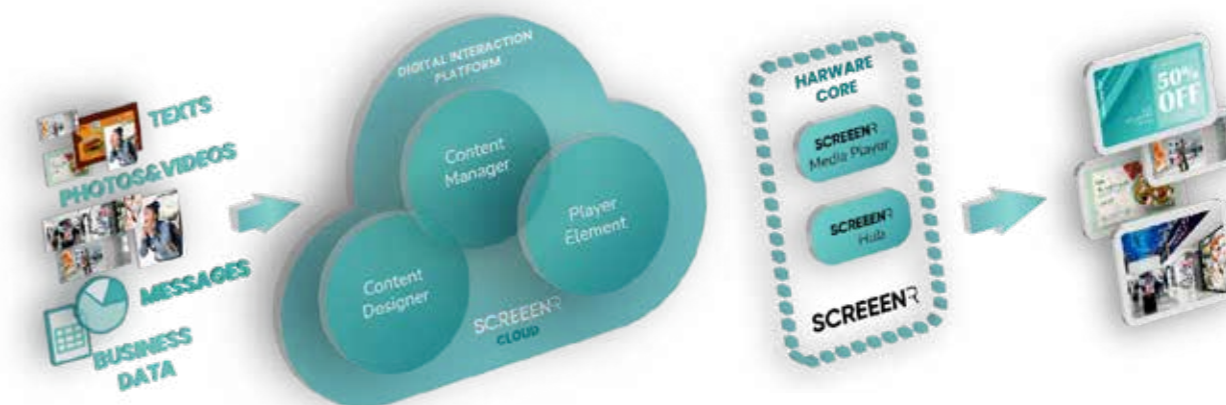 TEXTS
PHOTOS&VIDEOS
MESSAGES
BUSINESS
DATA
DIGITAL INTERACTION
PLATFORM
Content
Manager
Player
Element
Content
Designer
SCREEENR
CLOUD
HARWARE
CORE
SCREEENR
Media Player
SCREEENR
Hub
SCREEENR
50%
OFF